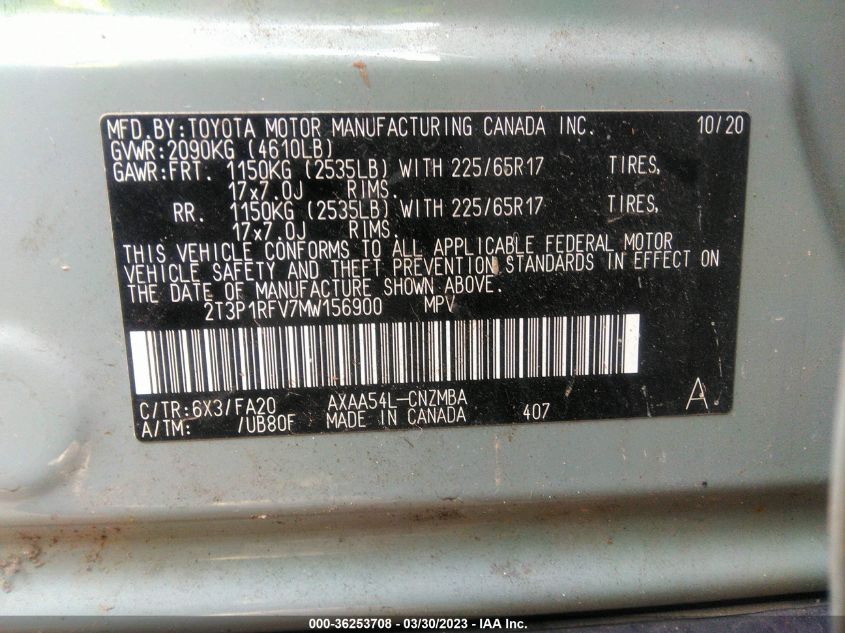 MFD.BY:TOYOTA MOTOR MANUFACTURING CANADA INC. 10/20
GVWR:2090KG (4610LB)
GAWR:FRT. 1150KG (2535LB) WITH 225/65R17 TIRES,
17x7.0J RIMS.
RR. 1150KG (2535LB) WITH 225/65R17 TIRES,
17x7.0J RIMS.
THIS VEHICLE CONFORMS TO ALL APPLICABLE FEDERAL MOTOR
VEHICLE SAFETY AND THEFT PREVENTION STANDARDS IN EFFECT ON
THE DATE OF MANUFACTURE SHOWN ABOVE.
2T3P1RFV7MW156900 MPV
C/TR:6X3/FA20 AXAA54L-CNZMBA
A/TM: /UB80F MADE IN CANADA 407 A
000-36253708 - 03/30/2023 - IAA Inc.